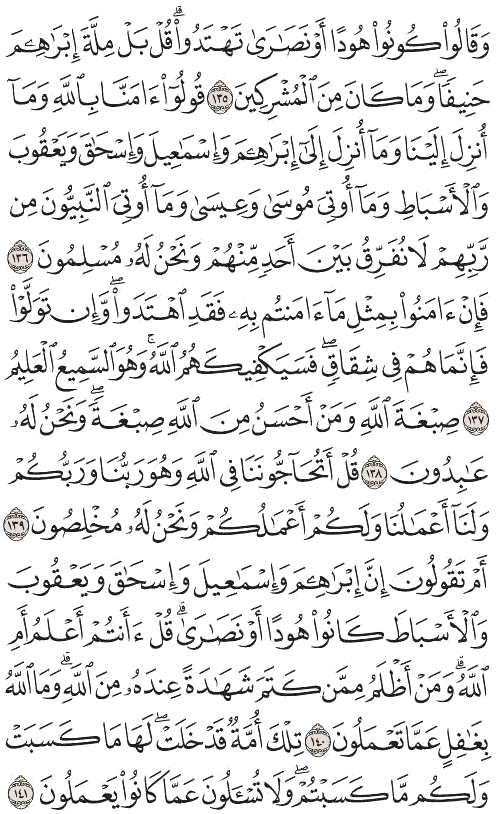 وَقَالُوا۟ كُونُوا۟ هُودًا أَوْ نَصَٰرَىٰ تَهْتَدُوا۟ۗ قُلْ بَلْ مِلَّةَ إِبْرَٰهِـۧمَ
حَنِيفًاۖ وَمَا كَانَ مِنَ ٱلْمُشْرِكِينَ ١٣٥ قُولُوٓا۟ ءَامَنَّا بِٱللَّهِ وَمَآ
أُنزِلَ إِلَيْنَا وَمَآ أُنزِلَ إِلَىٰٓ إِبْرَٰهِـۧمَ وَإِسْمَٰعِيلَ وَإِسْحَٰقَ وَيَعْقُوبَ
وَٱلْأَسْبَاطِ وَمَآ أُوتِىَ مُوسَىٰ وَعِيسَىٰ وَمَآ أُوتِىَ ٱلنَّبِيُّونَ مِن
رَّبِّهِمْ لَا نُفَرِّقُ بَيْنَ أَحَدٍ مِّنْهُمْ وَنَحْنُ لَهُۥ مُسْلِمُونَ ١٣٦
فَإِنْ ءَامَنُوا۟ بِمِثْلِ مَآ ءَامَنتُم بِهِۦ فَقَدِ ٱهْتَدَوا۟ۖ وَّإِن تَوَلَّوْا۟
فَإِنَّمَا هُمْ فِى شِقَاقٍۖ فَسَيَكْفِيكَهُمُ ٱللَّهُۚ وَهُوَ ٱلسَّمِيعُ ٱلْعَلِيمُ
١٣٧ صِبْغَةَ ٱللَّهِ وَمَنْ أَحْسَنُ مِنَ ٱللَّهِ صِبْغَةًۖ وَنَحْنُ لَهُۥ
عَٰبِدُونَ ١٣٨ قُلْ أَتُحَآجُّونَنَا فِى ٱللَّهِ وَهُوَ رَبُّنَا وَرَبُّكُمْ
وَلَنَآ أَعْمَٰلُنَا وَلَكُمْ أَعْمَٰلُكُمْ وَنَحْنُ لَهُۥ مُخْلِصُونَ ١٣٩
أَمْ تَقُولُونَ إِنَّ إِبْرَٰهِـۧمَ وَإِسْمَٰعِيلَ وَإِسْحَٰقَ وَيَعْقُوبَ
وَٱلْأَسْبَاطَ كَانُوا۟ هُودًا أَوْ نَصَٰرَىٰۗ قُلْ ءَأَنتُمْ أَعْلَمُ أَمِ
ٱللَّهُۗ وَمَنْ أَظْلَمُ مِمَّن كَتَمَ شَهَٰدَةً عِندَهُۥ مِنَ ٱللَّهِۗ وَمَا ٱللَّهُ
بِغَٰفِلٍ عَمَّا تَعْمَلُونَ ١٤٠ تِلْكَ أُمَّةٌ قَدْ خَلَتْۖ لَهَا مَا كَسَبَتْ
وَلَكُم مَّا كَسَبْتُمْۖ وَلَا تُسْـَٔلُونَ عَمَّا كَانُوا۟ يَعْمَلُونَ ١٤١